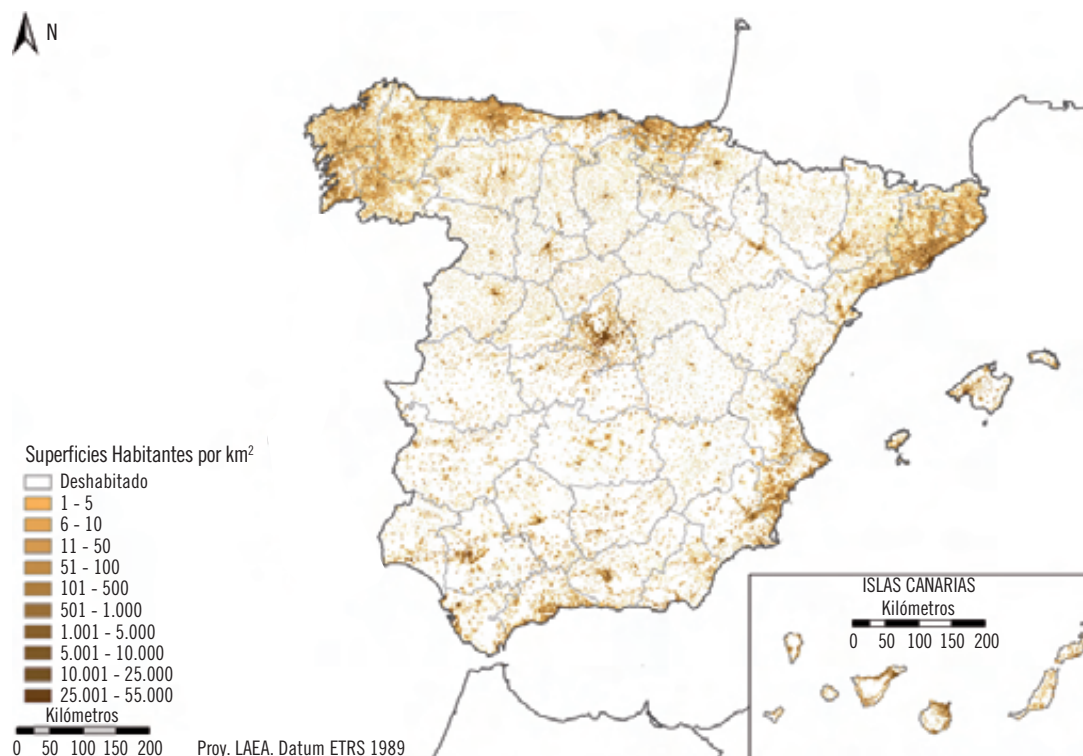 N
Superficies Habitantes por km²
Deshabitado
1 - 5
6 - 10
11 - 50
51 - 100
101 - 500
501 - 1.000
1.001 - 5.000
5.001 - 10.000
10.001 - 25.000
25.001 - 55.000
Kilómetros
0 50 100 150 200
Proy. LAEA. Datum ETRS 1989
ISLAS CANARIAS
Kilómetros
0 50 100 150 200